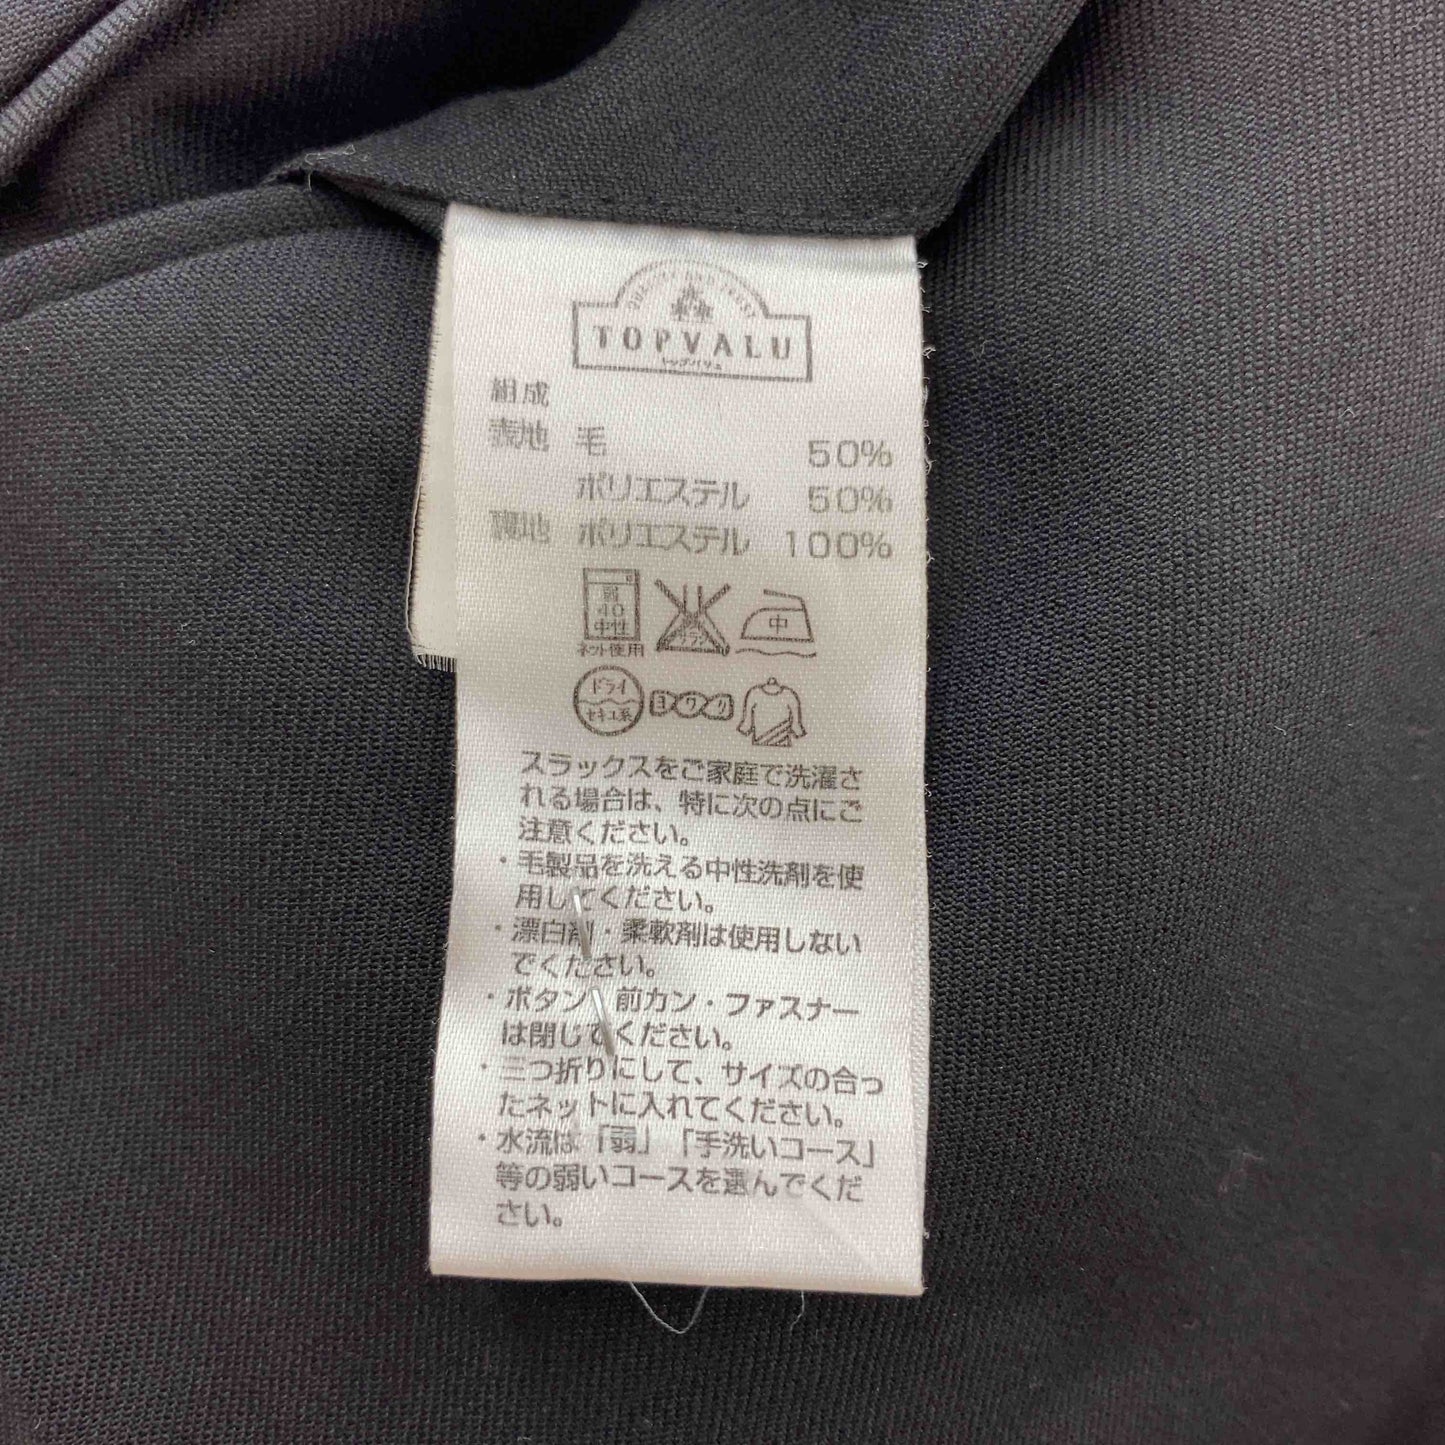 TOPVALU
トップバリュ
組成
表地 毛 50%
ポリエステル 50%
裏地 ポリエステル 100%
弱
40
中性
ネット使用
中
ドライ
セキユ系
ヨワク
スラックスをご家庭で洗濯さ
れる場合は、特に次の点にご
注意ください。
・毛製品を洗える中性洗剤を使
用してください。
・漂白剤・柔軟剤は使用しない
でください。
・ボタン、前カン・ファスナー
は閉じてください。
・三つ折りにして、サイズの合っ
たネットに入れてください。
・水流は「弱」「手洗いコース」
等の弱いコースを選んでくだ
さい。